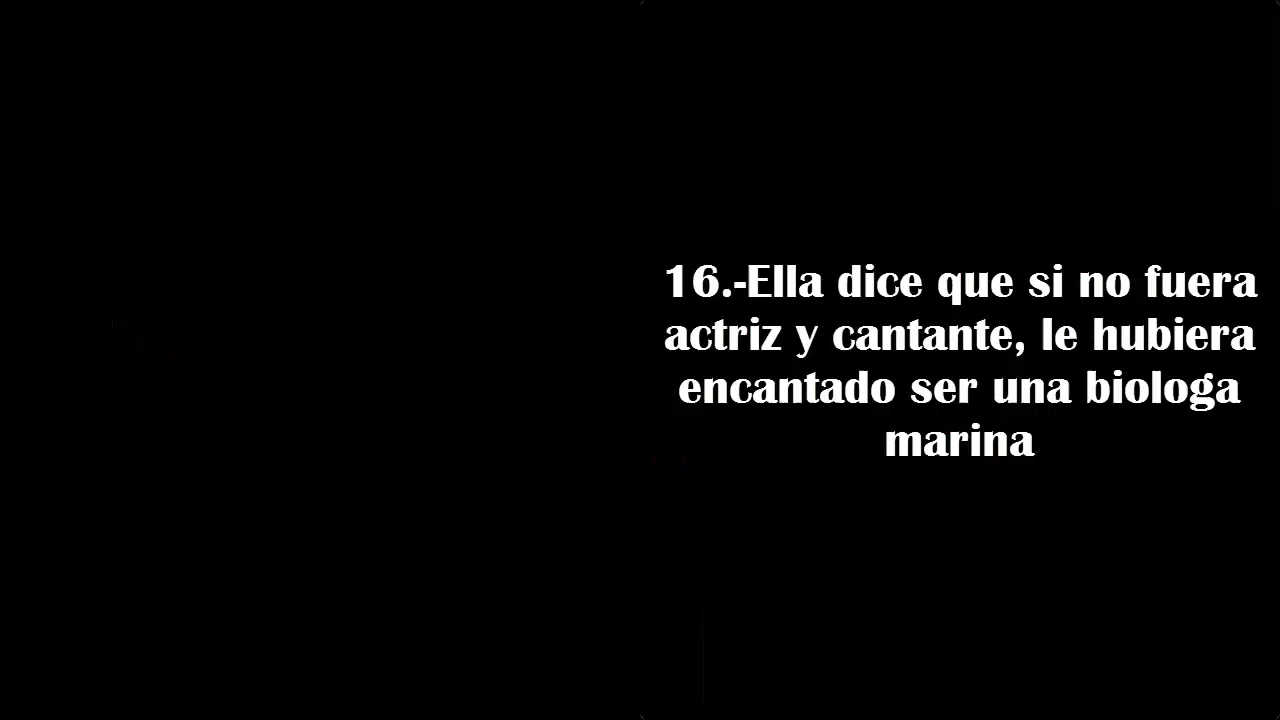 16.-Ella dice que si no fuera
actriz y cantante, le hubiera
encantado ser una biologa
marina